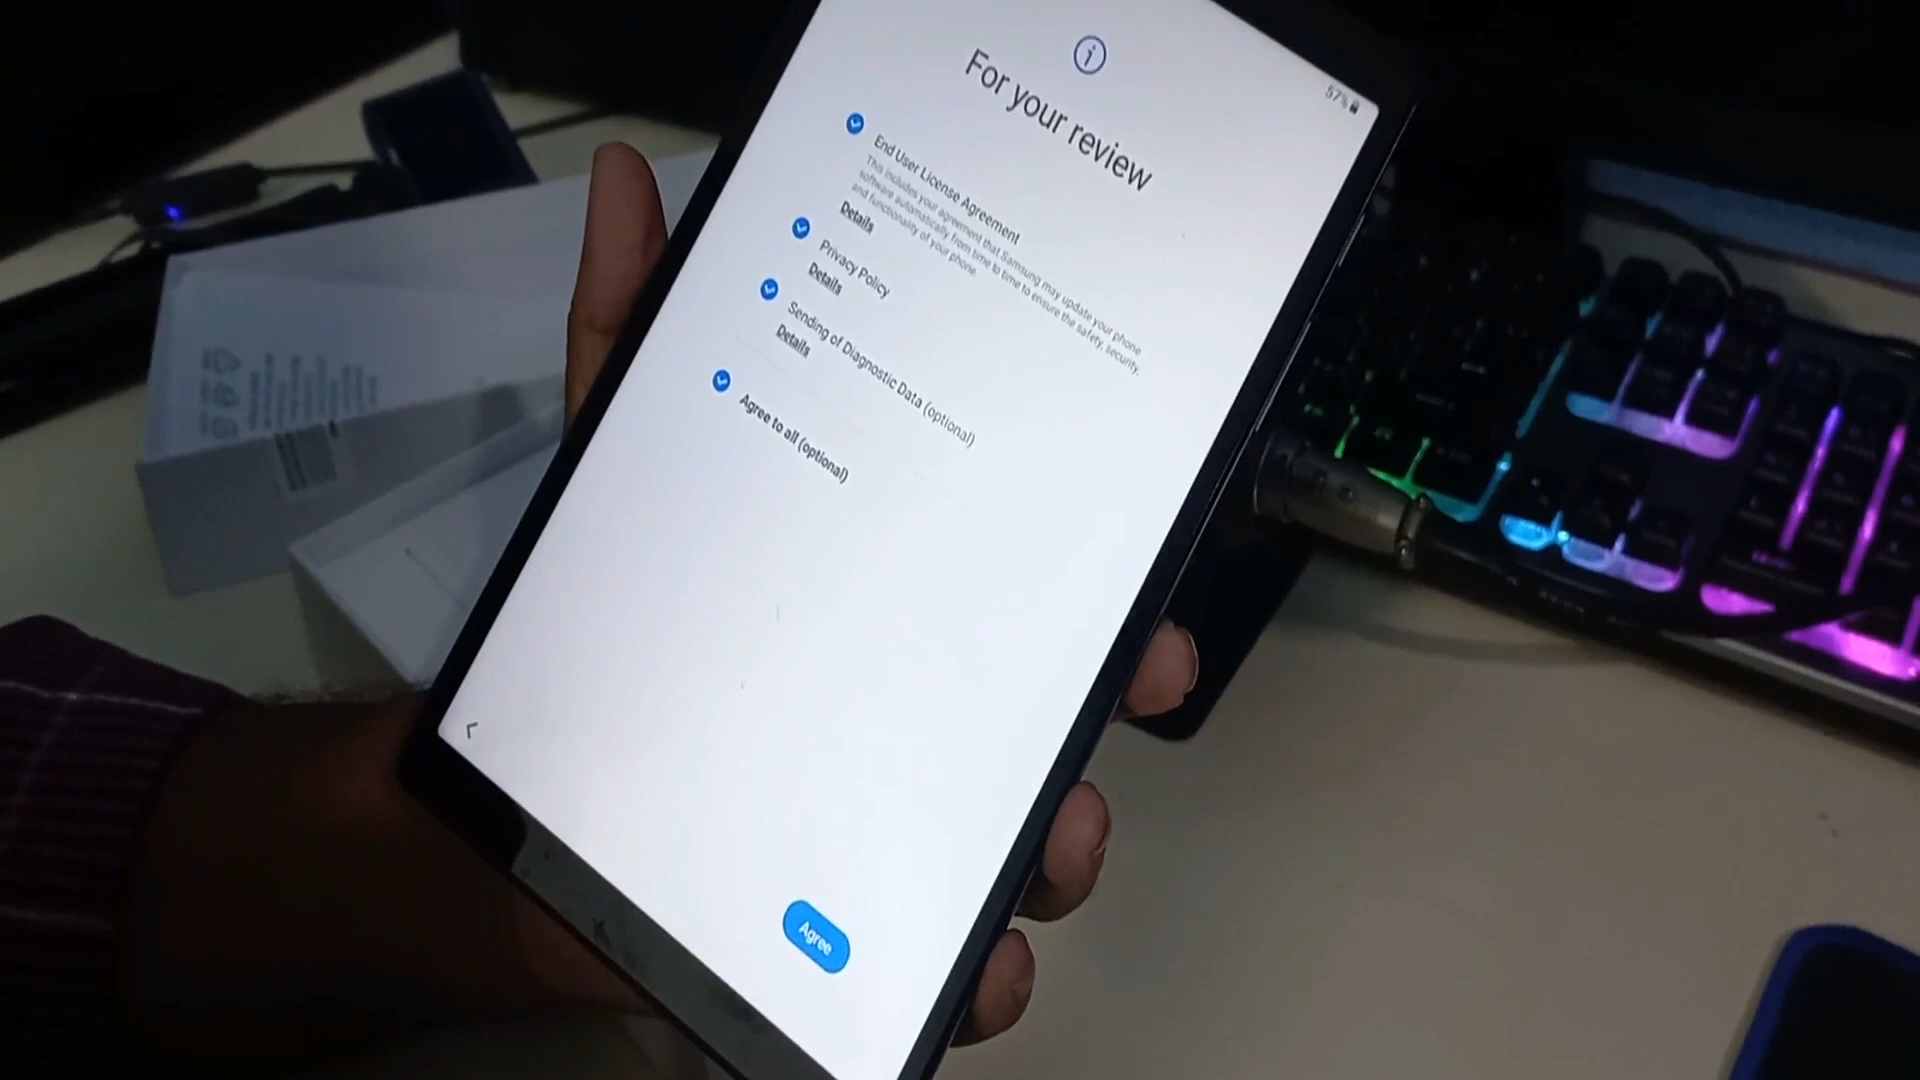 57%
For your review
End User License Agreement
This includes your agreement that Samsung may update your phone
software automatically from time to time to ensure the safety, security,
and functionality of your phone.
Details
Privacy Policy
Details
Sending of Diagnostic Data (optional)
Details
Agree to all (optional)
Agree